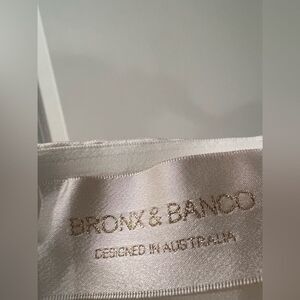 BRONX & BANCO
DESIGNED IN AUSTRALIA